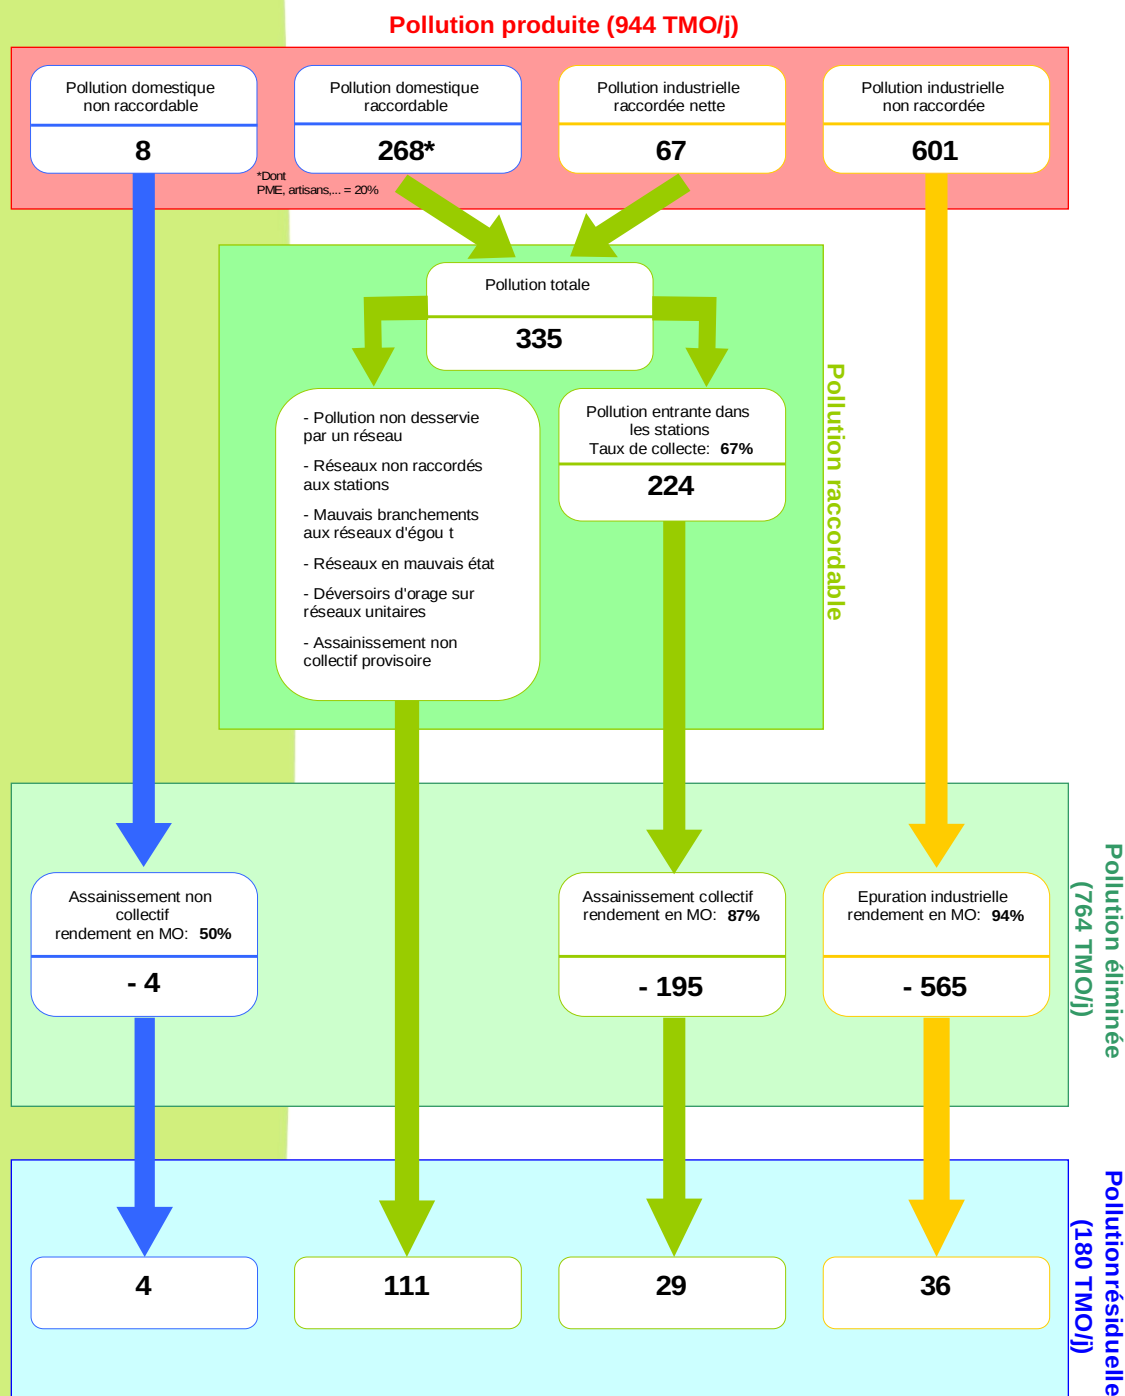 Pollution produite (944 TMO/j)
Pollution domestique
non raccordable
8
Pollution domestique
raccordable
268*
Pollution industrielle
raccordée nette
67
Pollution industrielle
non raccordée
601
*Dont
PME, artisans,... = 20%
Pollution totale
335
- Pollution non desservie
par un réseau
- Réseaux non raccordés
aux stations
- Mauvais branchements
aux réseaux d'égou t
- Réseaux en mauvais état
- Déversoirs d'orage sur
réseaux unitaires
- Assainissement non
collectif provisoire
Pollution entrante dans
les stations
Taux de collecte: 67%
224
Pollution raccordable
Assainissement non
collectif
rendement en MO: 50%
- 4
Assainissement collectif
rendement en MO: 87%
- 195
Epuration industrielle
rendement en MO: 94%
- 565
Pollution éliminée
(764 TMO/j)
4
111
29
36
Pollutionrésiduelle
(180 TMO/j)